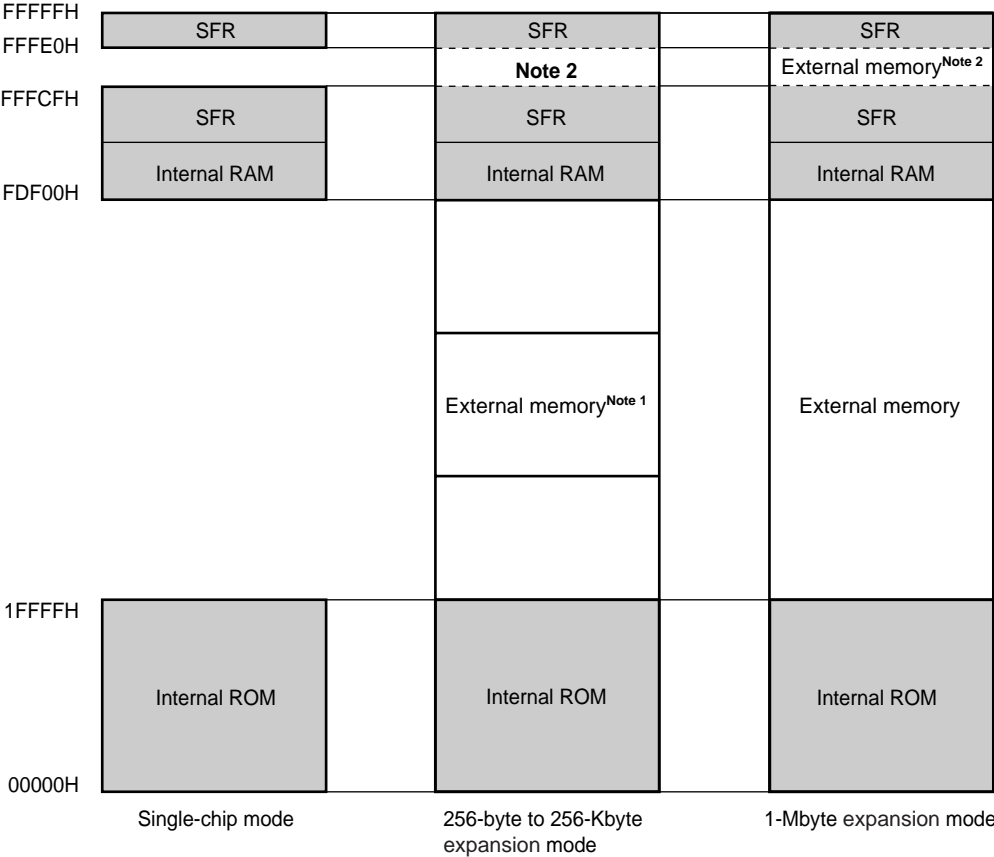 FFFFFH
SFR
SFR
SFR
FFFE0H
Note 2
External memoryNote 2
FFFCFH
SFR
SFR
SFR
Internal RAM
Internal RAM
Internal RAM
FDF00H
External memoryNote 1
External memory
1FFFFH
Internal ROM
Internal ROM
Internal ROM
00000H
Single-chip mode
256-byte to 256-Kbyte
expansion mode
1-Mbyte expansion mode